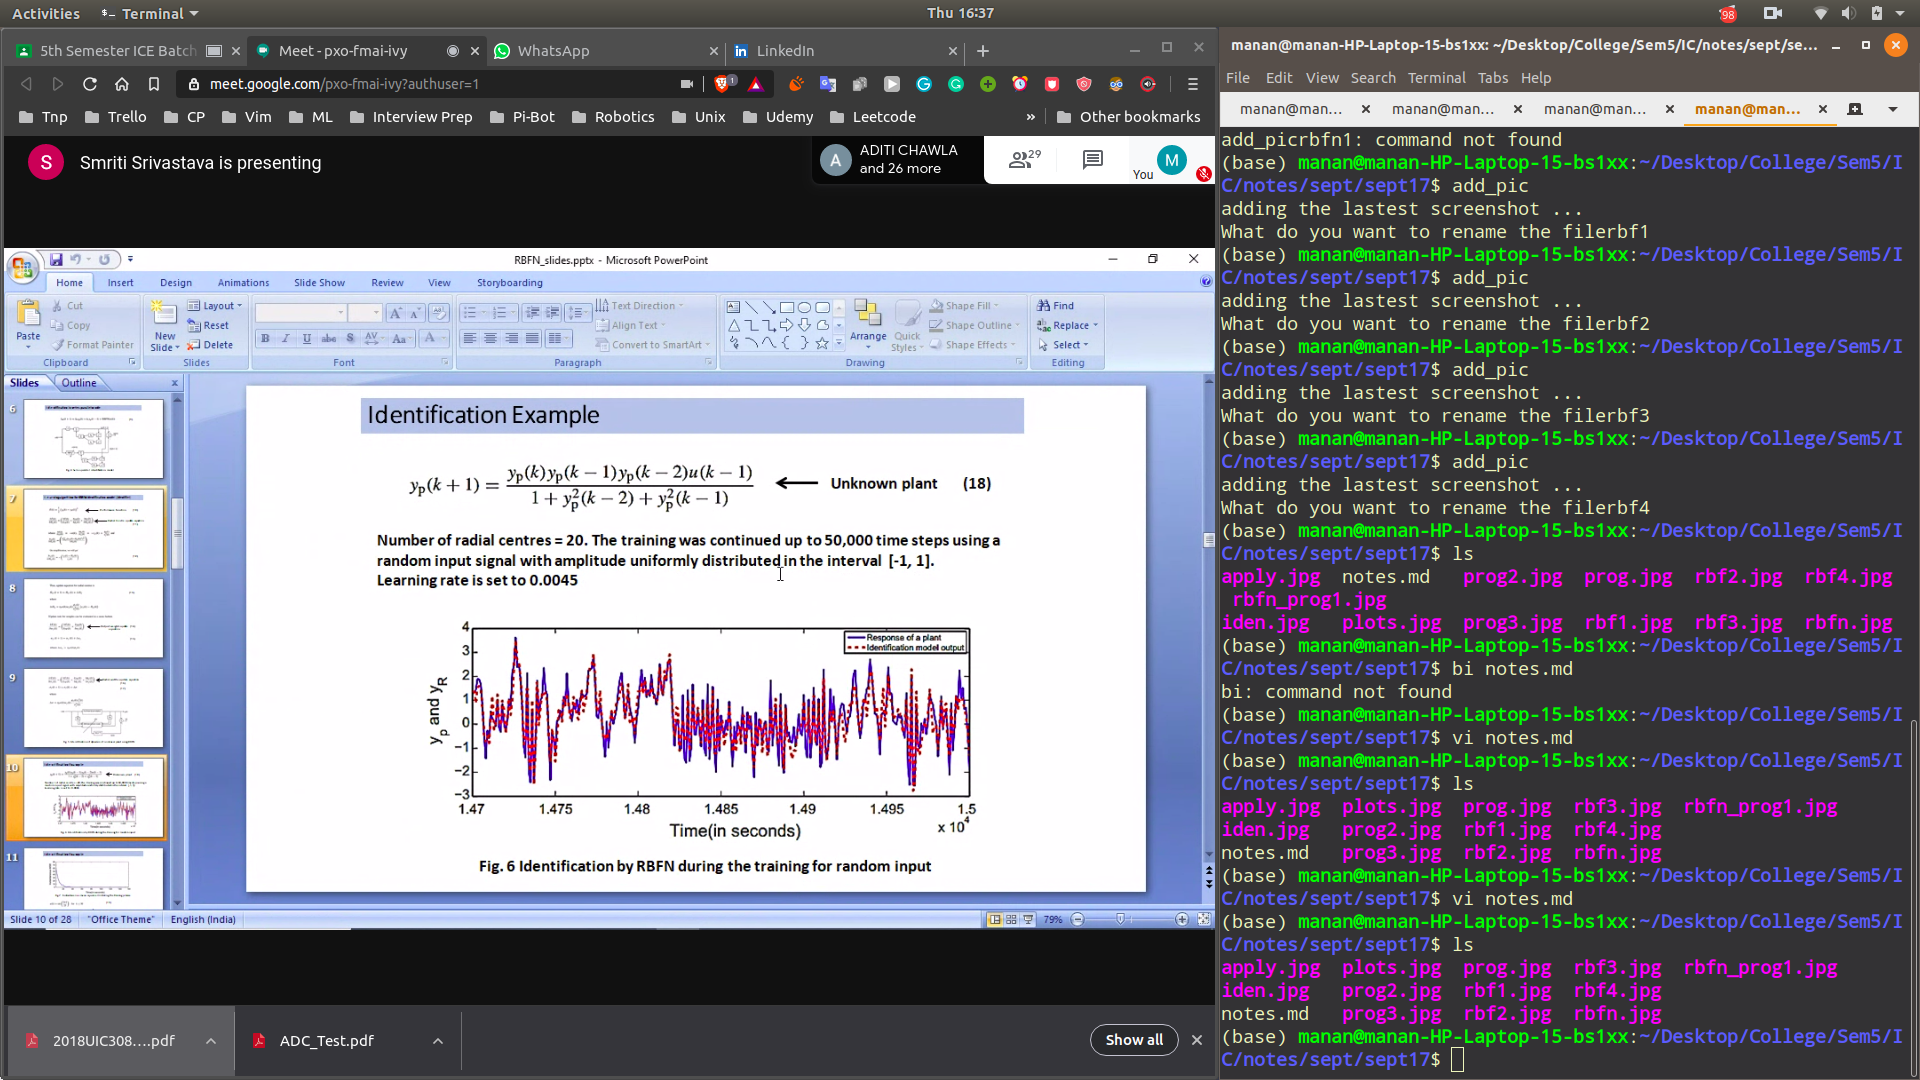 Activities
Terminal
Thu 16:37
98
5th Semester ICE Batch
Meet - pxo-fmai-ivy
WhatsApp
LinkedIn
meet.google.com/pxo-fmai-ivy?authuser=1
Tnp
Trello
CP
Vim
ML
Interview Prep
Pi-Bot
Robotics
Unix
Udemy
Leetcode
»
Other bookmarks
S
Smriti Srivastava is presenting
A
ADITI CHAWLA
and 26 more
29
You
M
RBFN_slides.pptx - Microsoft PowerPoint
Home Insert Design Animations Slide Show Review View Storyboarding
Paste
Cut
Copy
Format Painter
Clipboard
New
Slide
Layout
Reset
Delete
Slides
Font
Text Direction
Align Text
Convert to SmartArt
Paragraph
Arrange
Quick
Styles
Shape Fill
Shape Outline
Shape Effects
Drawing
Find
Replace
Select
Editing
Slides Outline
6
7
8
9
10
11
Identification Example
yp(k + 1) = yp(k)yp(k − 1)yp(k − 2)u(k − 1) / 1 + yp²(k − 2) + yp²(k − 1)
Unknown plant (18)
Number of radial centres = 20. The training was continued up to 50,000 time steps using a
random input signal with amplitude uniformly distributed in the interval [-1, 1].
Learning rate is set to 0.0045
Response of a plant
Identification model output
yp and yR
4
3
2
1
0
−1
−2
−3
1.47 1.475 1.48 1.485 1.49 1.495 1.5
x 10⁴
Time(in seconds)
Fig. 6 Identification by RBFN during the training for random input
Slide 10 of 28 "Office Theme" English (India) 79%
2018UIC308....pdf
ADC_Test.pdf
Show all
manan@manan-HP-Laptop-15-bs1xx: ~/Desktop/College/Sem5/IC/notes/sept/se...
File Edit View Search Terminal Tabs Help
manan@man...
manan@man...
manan@man...
manan@man...
add_picrbfn1: command not found
(base) manan@manan-HP-Laptop-15-bs1xx:~/Desktop/College/Sem5/I
C/notes/sept/sept17$ add_pic
adding the lastest screenshot ...
What do you want to rename the filerbf1
(base) manan@manan-HP-Laptop-15-bs1xx:~/Desktop/College/Sem5/I
C/notes/sept/sept17$ add_pic
adding the lastest screenshot ...
What do you want to rename the filerbf2
(base) manan@manan-HP-Laptop-15-bs1xx:~/Desktop/College/Sem5/I
C/notes/sept/sept17$ add_pic
adding the lastest screenshot ...
What do you want to rename the filerbf3
(base) manan@manan-HP-Laptop-15-bs1xx:~/Desktop/College/Sem5/I
C/notes/sept/sept17$ add_pic
adding the lastest screenshot ...
What do you want to rename the filerbf4
(base) manan@manan-HP-Laptop-15-bs1xx:~/Desktop/College/Sem5/I
C/notes/sept/sept17$ ls
apply.jpg notes.md prog2.jpg prog.jpg rbf2.jpg rbf4.jpg
rbfn_prog1.jpg
iden.jpg plots.jpg prog3.jpg rbf1.jpg rbf3.jpg rbfn.jpg
(base) manan@manan-HP-Laptop-15-bs1xx:~/Desktop/College/Sem5/I
C/notes/sept/sept17$ bi notes.md
bi: command not found
(base) manan@manan-HP-Laptop-15-bs1xx:~/Desktop/College/Sem5/I
C/notes/sept/sept17$ vi notes.md
(base) manan@manan-HP-Laptop-15-bs1xx:~/Desktop/College/Sem5/I
C/notes/sept/sept17$ ls
apply.jpg plots.jpg prog.jpg rbf3.jpg rbfn_prog1.jpg
iden.jpg prog2.jpg rbf1.jpg rbf4.jpg
notes.md prog3.jpg rbf2.jpg rbfn.jpg
(base) manan@manan-HP-Laptop-15-bs1xx:~/Desktop/College/Sem5/I
C/notes/sept/sept17$ vi notes.md
(base) manan@manan-HP-Laptop-15-bs1xx:~/Desktop/College/Sem5/I
C/notes/sept/sept17$ ls
apply.jpg plots.jpg prog.jpg rbf3.jpg rbfn_prog1.jpg
iden.jpg prog2.jpg rbf1.jpg rbf4.jpg
notes.md prog3.jpg rbf2.jpg rbfn.jpg
(base) manan@manan-HP-Laptop-15-bs1xx:~/Desktop/College/Sem5/I
C/notes/sept/sept17$